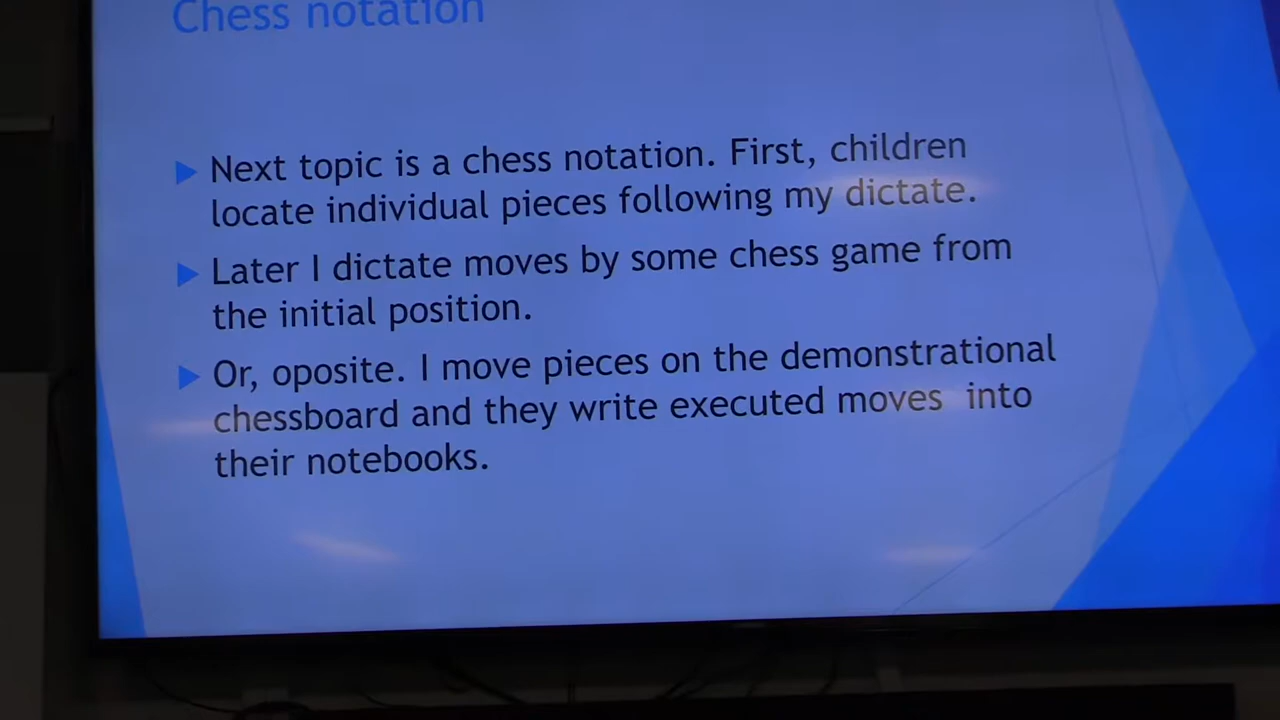 Chess notation
Next topic is a chess notation. First, children
locate individual pieces following my dictate.
Later I dictate moves by some chess game from
the initial position.
Or, oposite. I move pieces on the demonstrational
chessboard and they write executed moves into
their notebooks.